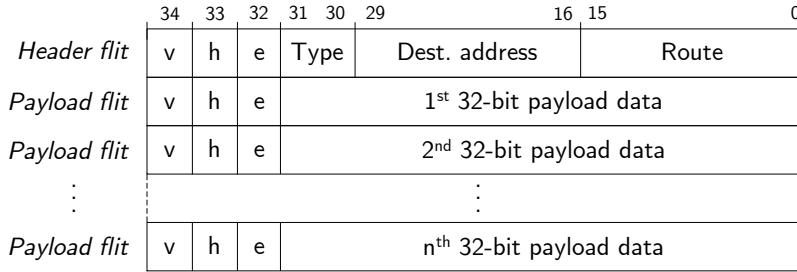 34 33 32 31 30 29 16 15 0
Header flit v h e Type Dest. address Route
Payload flit v h e 1st 32-bit payload data
Payload flit v h e 2nd 32-bit payload data
⋮ ⋮
Payload flit v h e nth 32-bit payload data